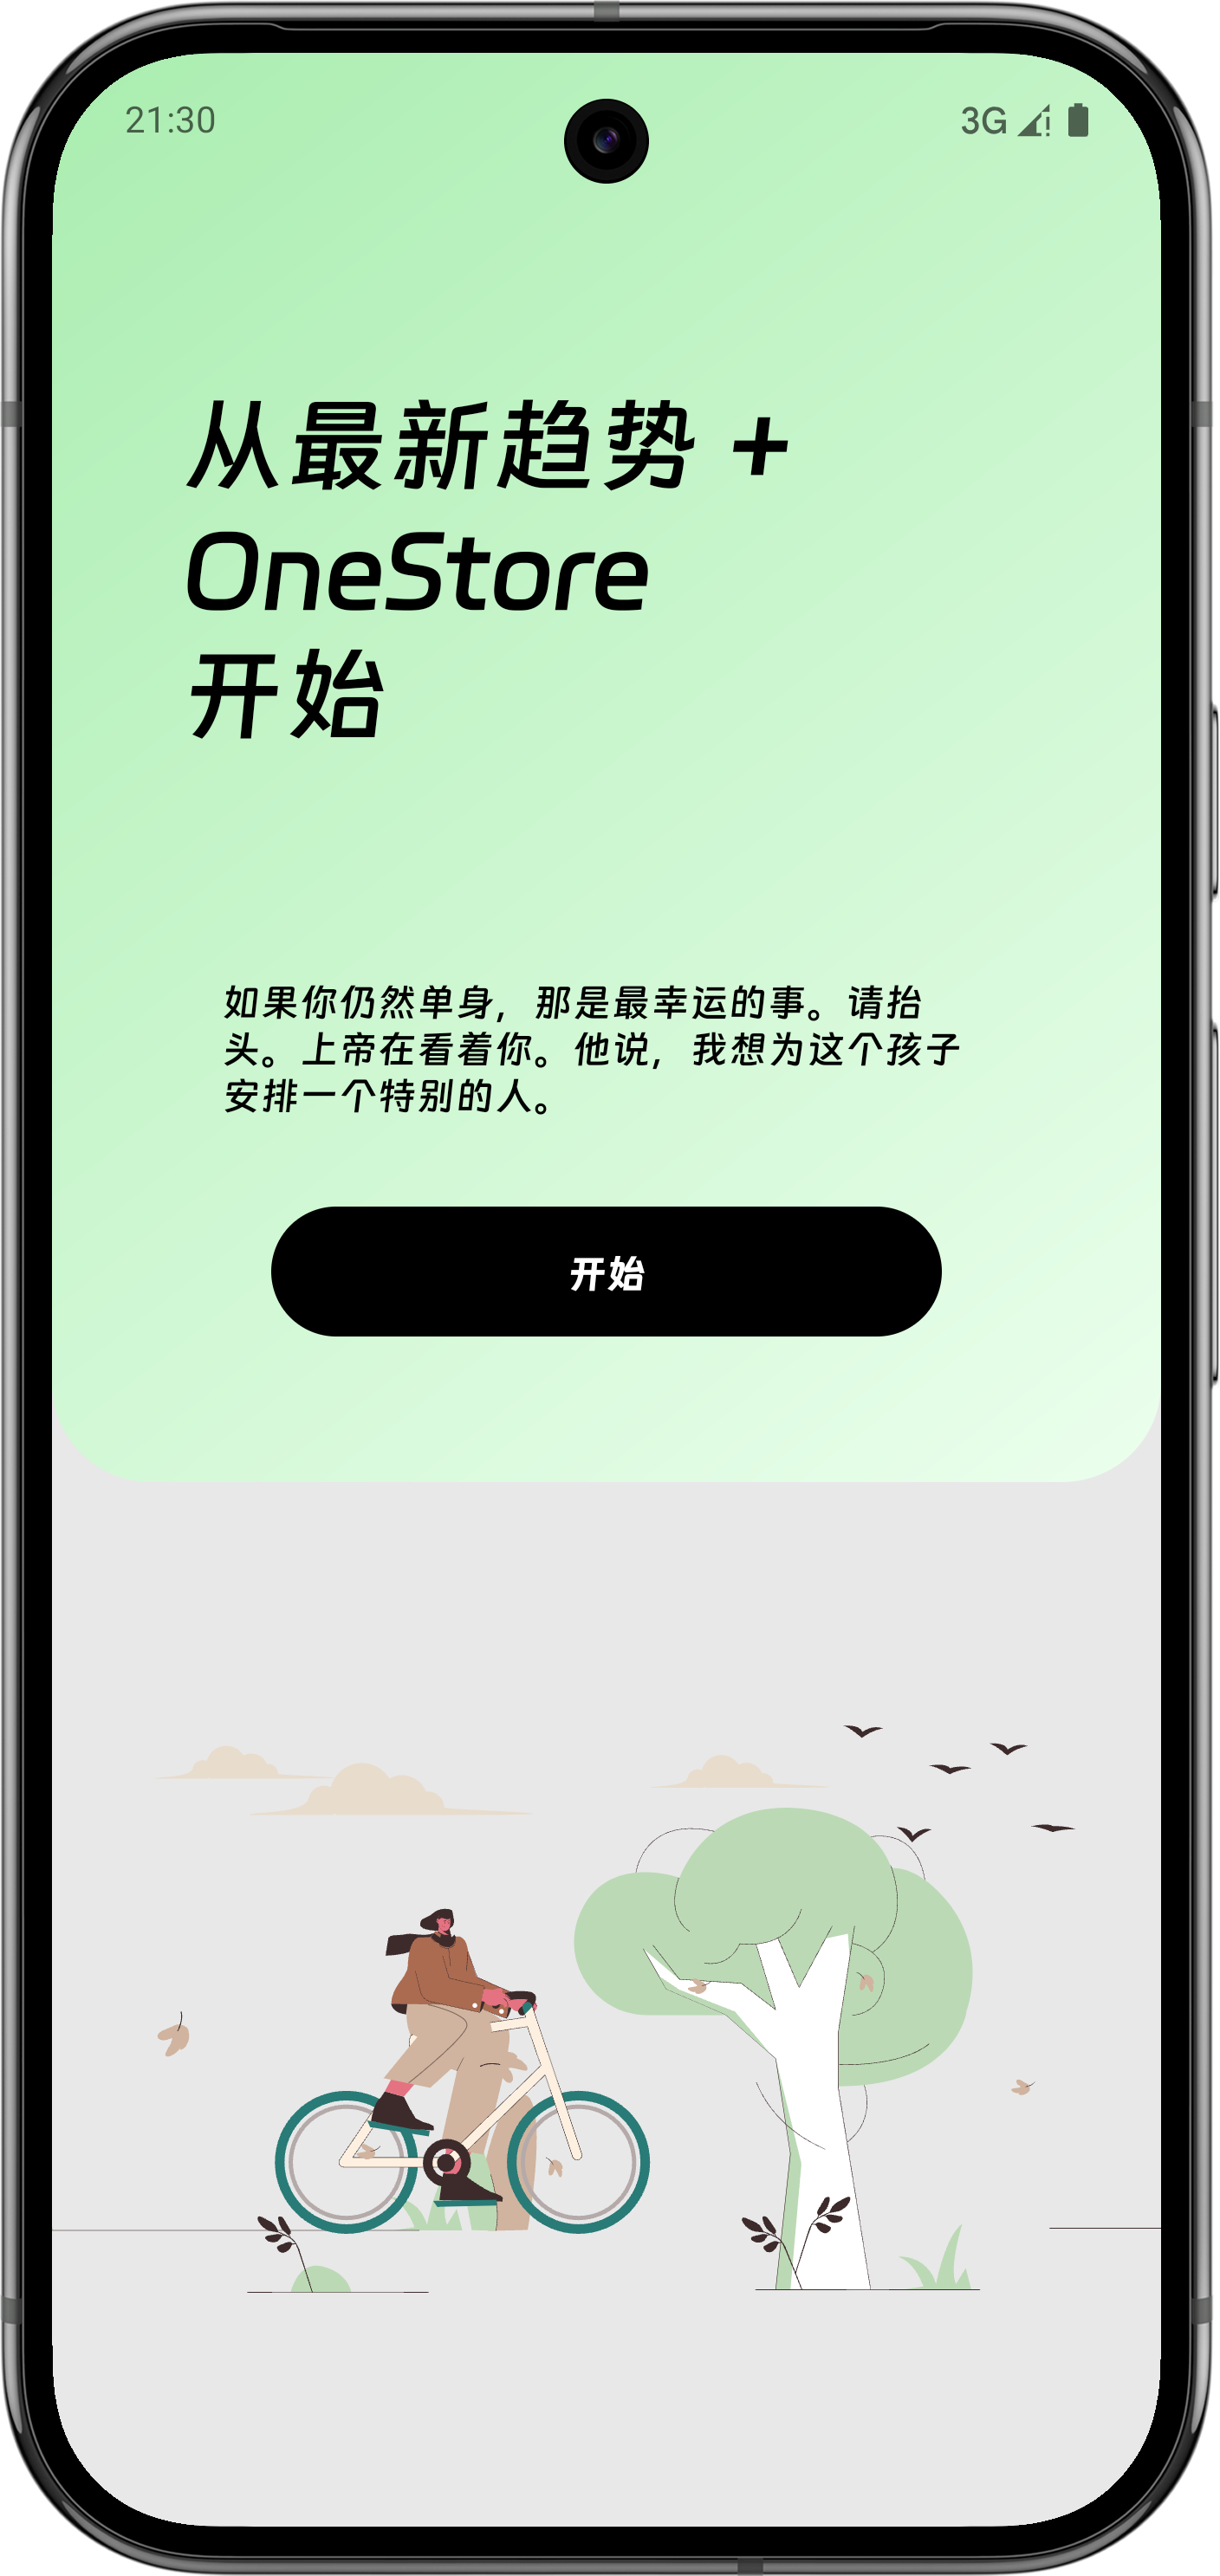 21:30
3G
从最新趋势 +
OneStore
开始
如果你仍然单身，那是最幸运的事。请抬
头。上帝在看着你。他说，我想为这个孩子
安排一个特别的人。
开始